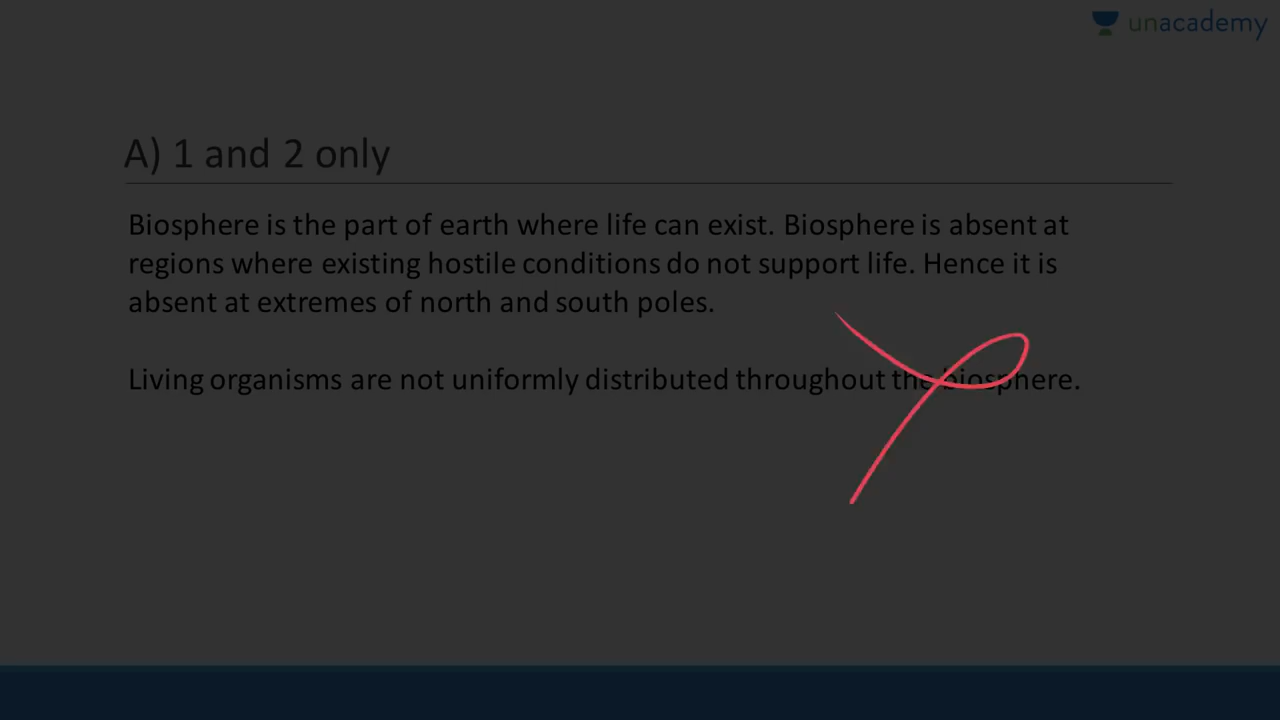 unacademy
A) 1 and 2 only
Biosphere is the part of earth where life can exist. Biosphere is absent at
regions where existing hostile conditions do not support life. Hence it is
absent at extremes of north and south poles.
Living organisms are not uniformly distributed throughout the biosphere.